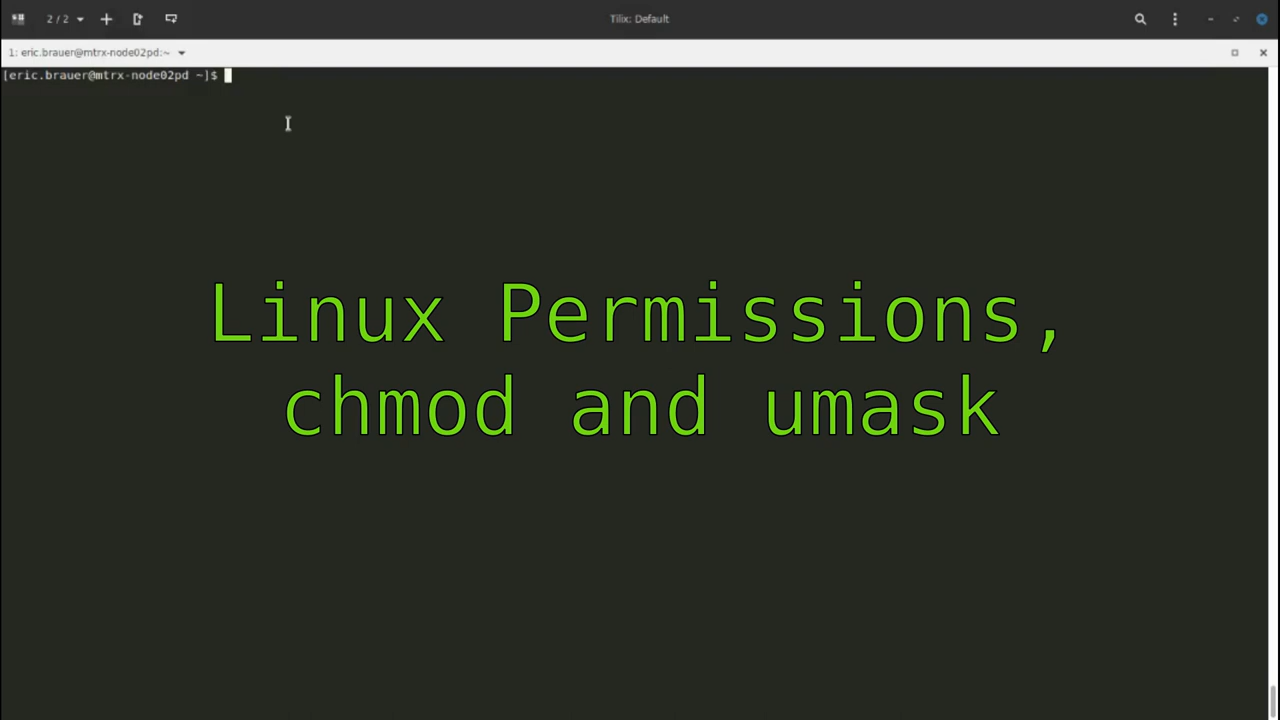 2 / 2
Tilix: Default
1: eric.brauer@mtrx-node02pd:~
[eric.brauer@mtrx-node02pd ~]$
Linux Permissions,
chmod and umask